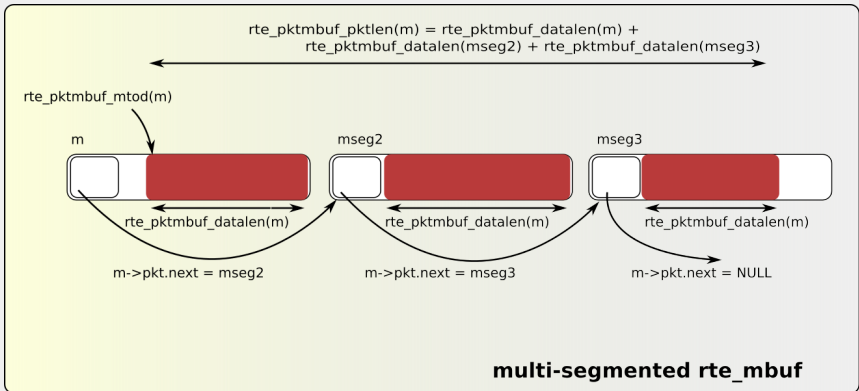 rte_pktmbuf_pktlen(m) = rte_pktmbuf_datalen(m) +
rte_pktmbuf_datalen(mseg2) + rte_pktmbuf_datalen(mseg3)
rte_pktmbuf_mtod(m)
m
mseg2
mseg3
rte_pktmbuf_datalen(m)
rte_pktmbuf_datalen(m)
rte_pktmbuf_datalen(m)
m->pkt.next = mseg2
m->pkt.next = mseg3
m->pkt.next = NULL
multi-segmented rte_mbuf